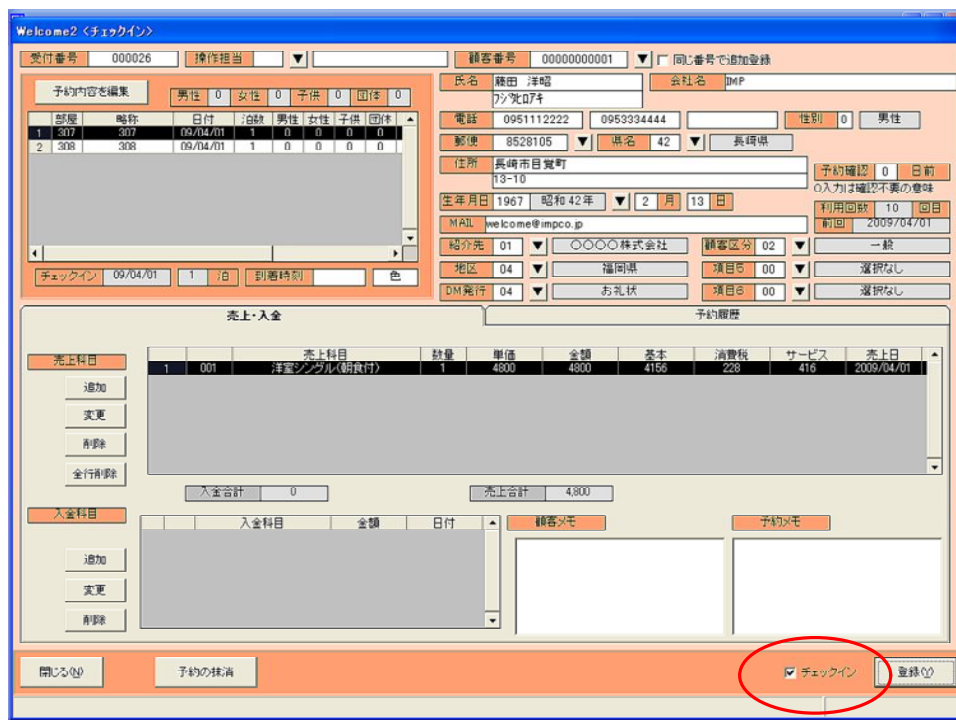 Welcome2 <チェックイン>
受付番号 000026 操作担当 ▼
顧客番号 00000000001 ▼ 同じ番号で追加登録
予約内容を編集 男性 0 女性 0 子供 0 団体 0
氏名 藤田 洋昭 会社名 IMP
部屋 略称 日付 泊数 男性 女性 子供 団体
1 307 307 09/04/01 1 0 0 0 0
2 308 308 09/04/01 1 0 0 0 0
電話 0951112222 0953334444 性別 0 男性
郵便 8528105 ▼ 県名 42 ▼ 長崎県
住所 長崎市目覚町
13-10
予約確認 0 日前
0入力は確認不要の意味
生年月日 1967 昭和42年 ▼ 2 月 13 日
利用回数 10 回目
MAIL welcome@impco.jp
前回 2009/04/01
紹介先 01 ▼ 〇〇〇〇株式会社 顧客区分 02 ▼ 一般
チェックイン 09/04/01 1 泊 到着時刻 色
地区 04 ▼ 福岡県 項目5 00 ▼ 選択なし
DM発行 04 ▼ お礼状 項目6 00 ▼ 選択なし
売上・入金 予約履歴
売上科目
売上科目 数量 単価 金額 基本 消費税 サービス 売上日
1 001 洋室シングル(朝食付) 1 4800 4800 4156 228 416 2009/04/01
追加
変更
削除
全行削除
入金合計 0 売上合計 4,800
入金科目
入金科目 金額 日付
顧客メモ 予約メモ
追加
変更
削除
閉じる(N) 予約の抹消 チェックイン 登録(Y)